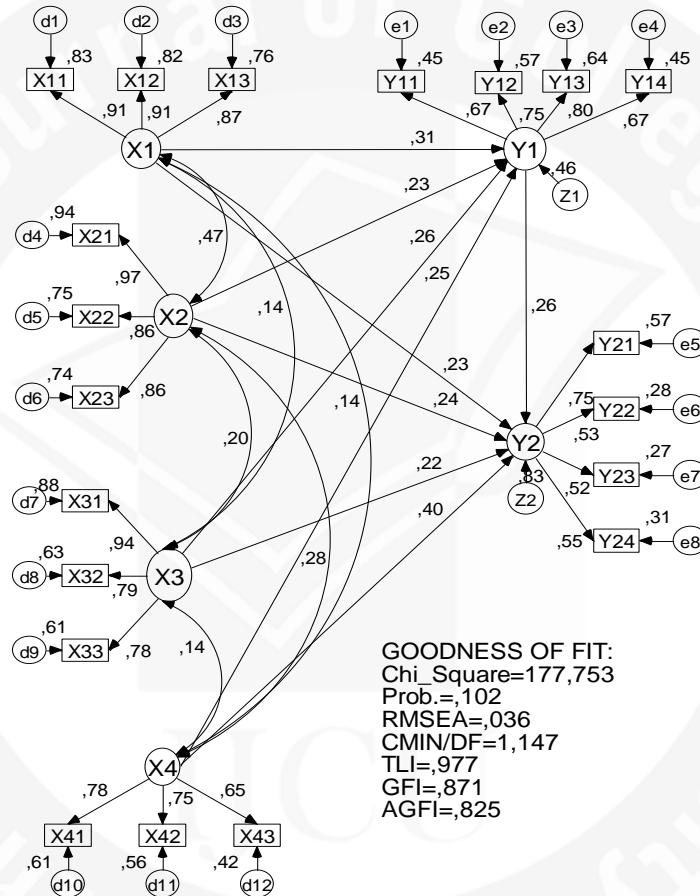 d1 d2 d3 e1 e2 e3 e4
,83 ,82 ,76 ,45 ,57 ,64 ,45
X11 X12 X13 Y11 Y12 Y13 Y14
,91 ,91 ,87 ,67 ,75 ,80 ,67
X1 ,31 Y1
,46
Z1
,23
,94
d4 X21 ,47 ,26
,97 ,25
,75 ,14 ,26
d5 X22 X2 ,57
,86 Y21 e5
,74 ,86 ,23
d6 X23 ,24 ,14 ,75 ,28
Y22 e6
,20 Y2 ,53
,22 ,83 ,27
,52 Y23 e7
,88 Z2
d7 X31 ,40
,94 ,55 ,31
,63 ,28 Y24 e8
d8 X32 X3
,79
,61 ,14
d9 X33 ,78
GOODNESS OF FIT:
Chi_Square=177,753
Prob.=,102
RMSEA=,036
CMIN/DF=1,147
TLI=,977
GFI=,871
AGFI=,825
X4
,78 ,75 ,65
X41 X42 X43
,61 ,56 ,42
d10 d11 d12